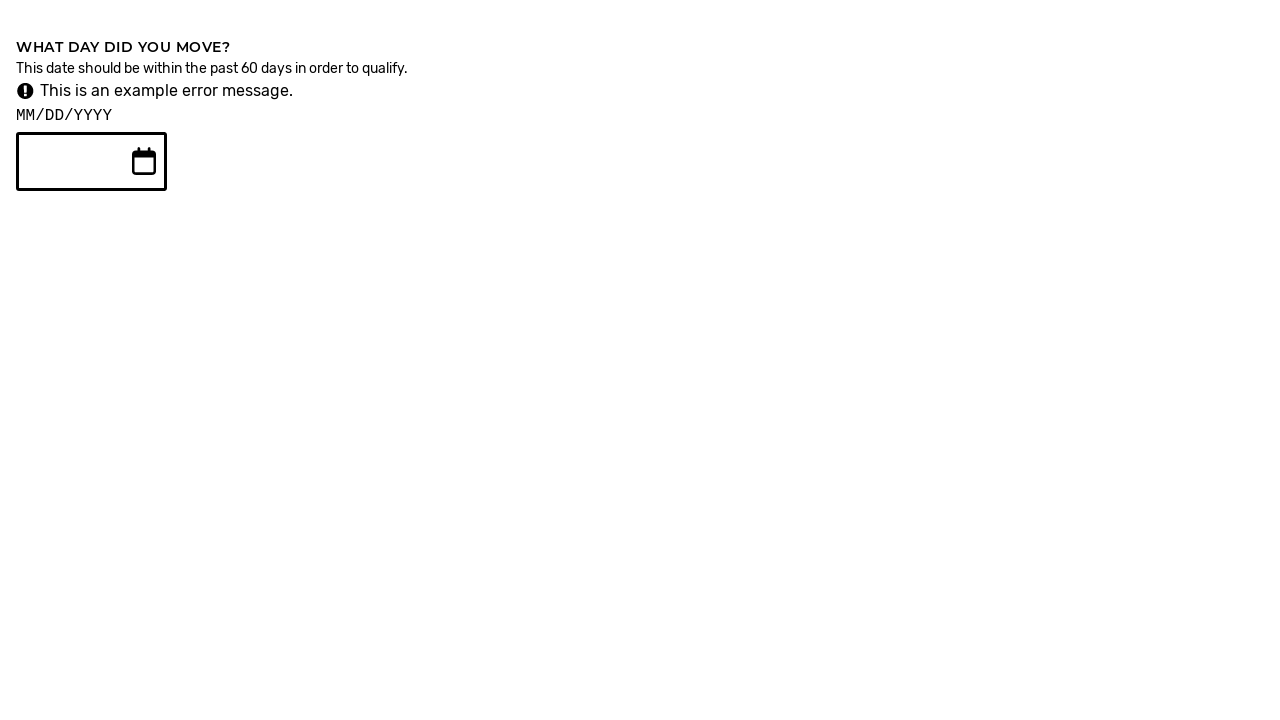 WHAT DAY DID YOU MOVE?
This date should be within the past 60 days in order to qualify.
This is an example error message.
MM/DD/YYYY